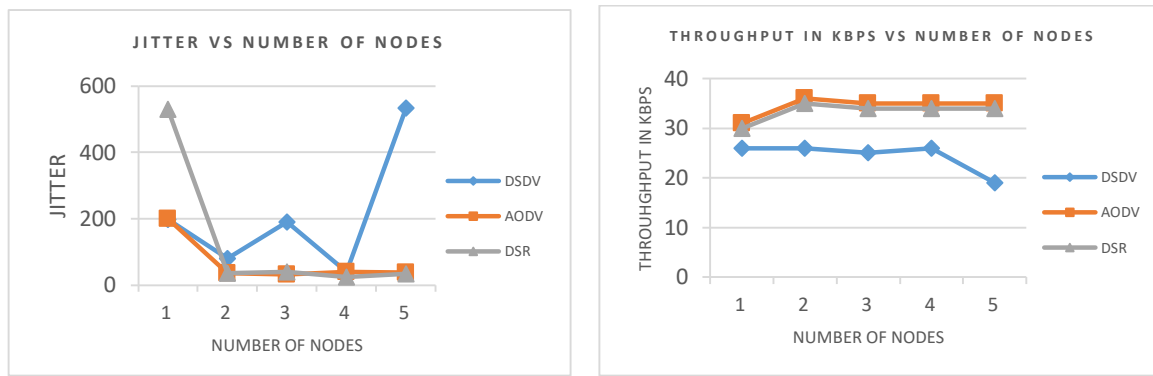 JITTER VS NUMBER OF NODES
600
400
200
0
JITTER
1 2 3 4 5
NUMBER OF NODES
DSDV
AODV
DSR
THROUGHPUT IN KBPS VS NUMBER OF NODES
40
30
20
10
0
THROUHGHPUT IN KBPS
1 2 3 4 5
NUMBER OF NODES
DSDV
AODV
DSR